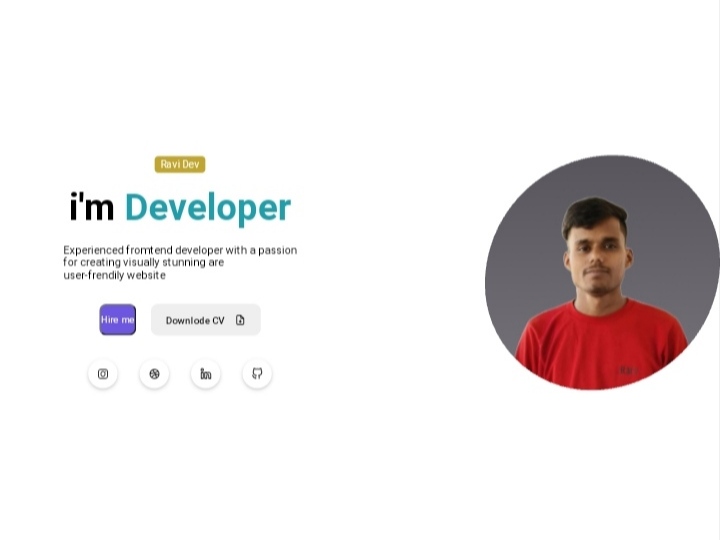 Ravi Dev
i'm Developer
Experienced fromtend developer with a passion
for creating visually stunning are
user-frendily website
Hire me
Downlode CV